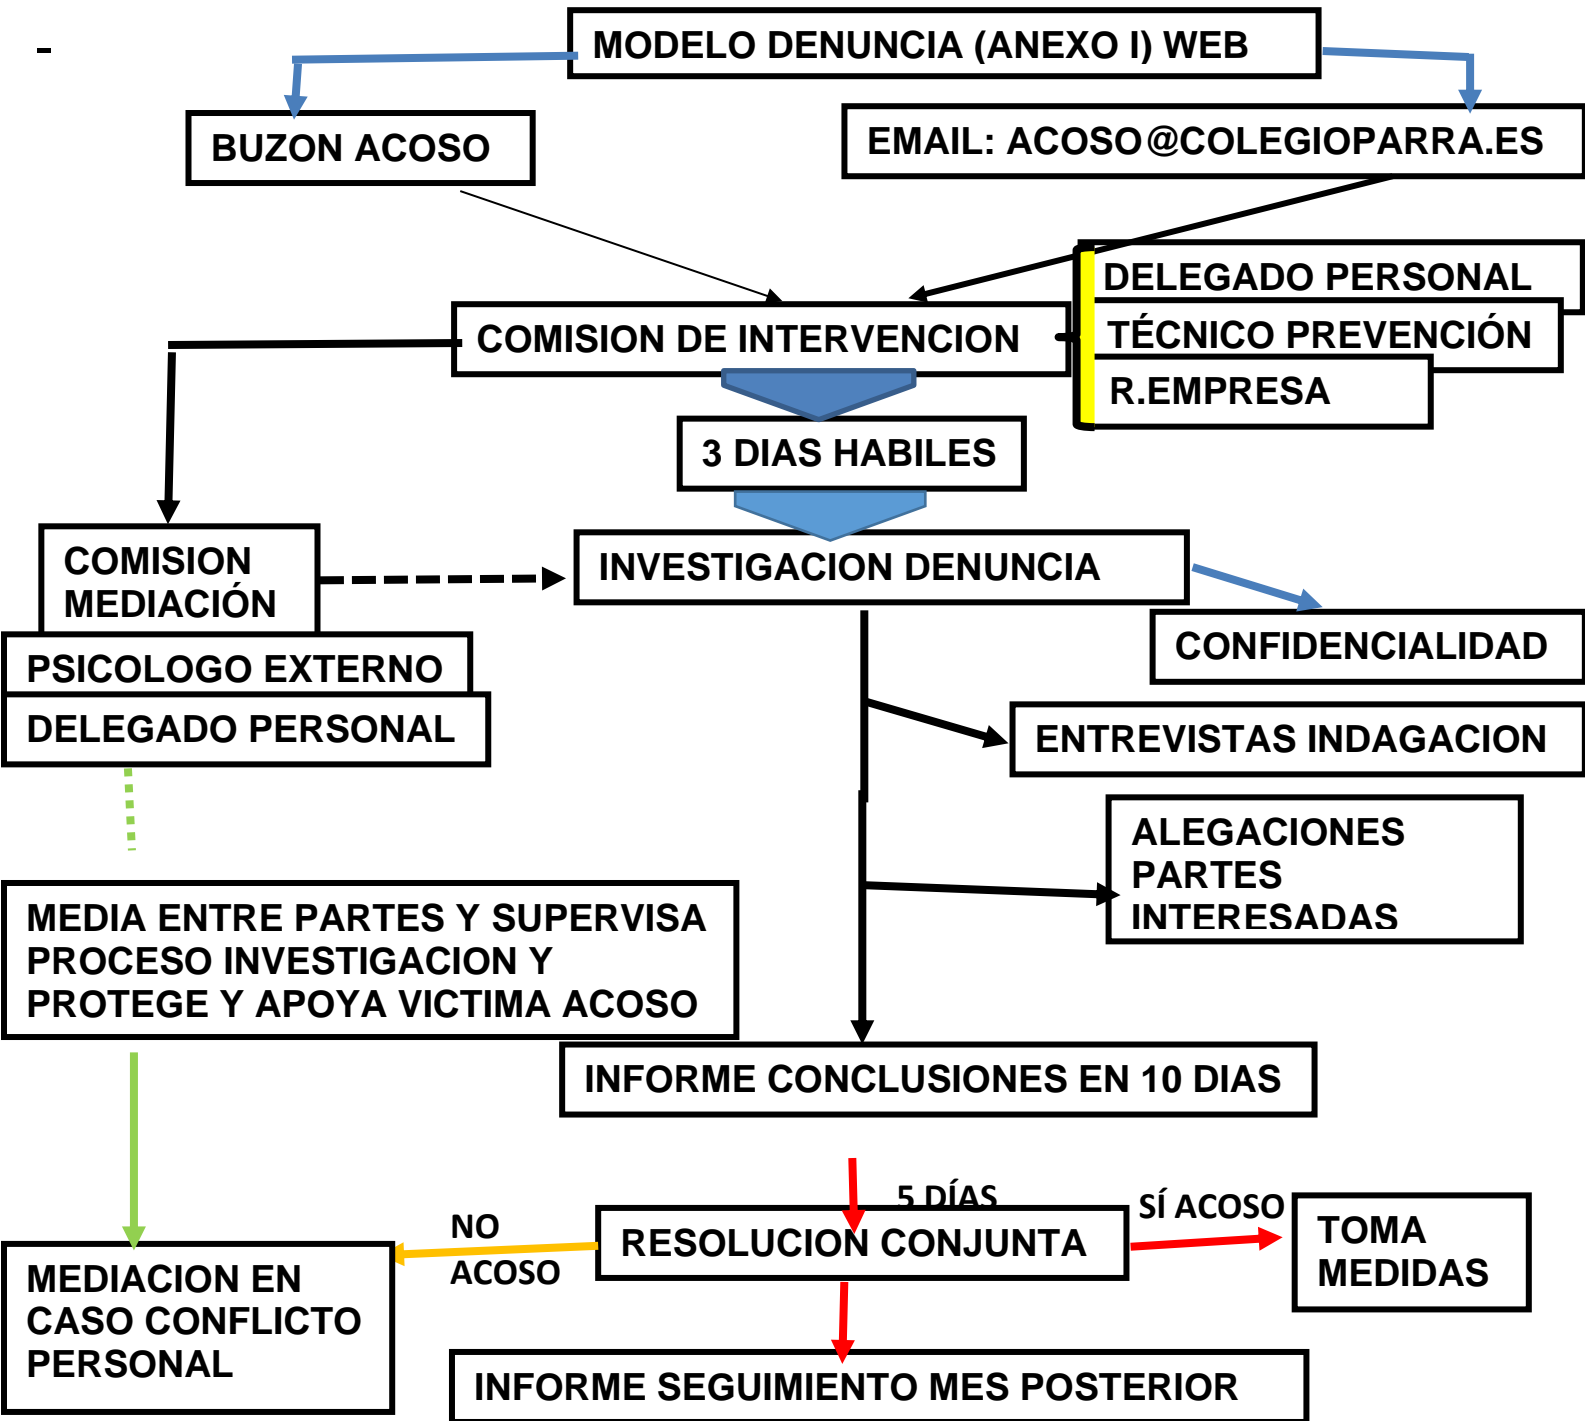 MODELO DENUNCIA (ANEXO I) WEB
BUZON ACOSO
EMAIL: ACOSO@COLEGIOPARRA.ES
DELEGADO PERSONAL
COMISION DE INTERVENCION
TÉCNICO PREVENCIÓN
R.EMPRESA
3 DIAS HABILES
COMISION
MEDIACIÓN
INVESTIGACION DENUNCIA
PSICOLOGO EXTERNO
CONFIDENCIALIDAD
DELEGADO PERSONAL
ENTREVISTAS INDAGACION
ALEGACIONES
PARTES
INTERESADAS
MEDIA ENTRE PARTES Y SUPERVISA
PROCESO INVESTIGACION Y
PROTEGE Y APOYA VICTIMA ACOSO
INFORME CONCLUSIONES EN 10 DIAS
5 DÍAS
NO
ACOSO
RESOLUCION CONJUNTA
SÍ ACOSO
TOMA
MEDIDAS
MEDIACION EN
CASO CONFLICTO
PERSONAL
INFORME SEGUIMIENTO MES POSTERIOR